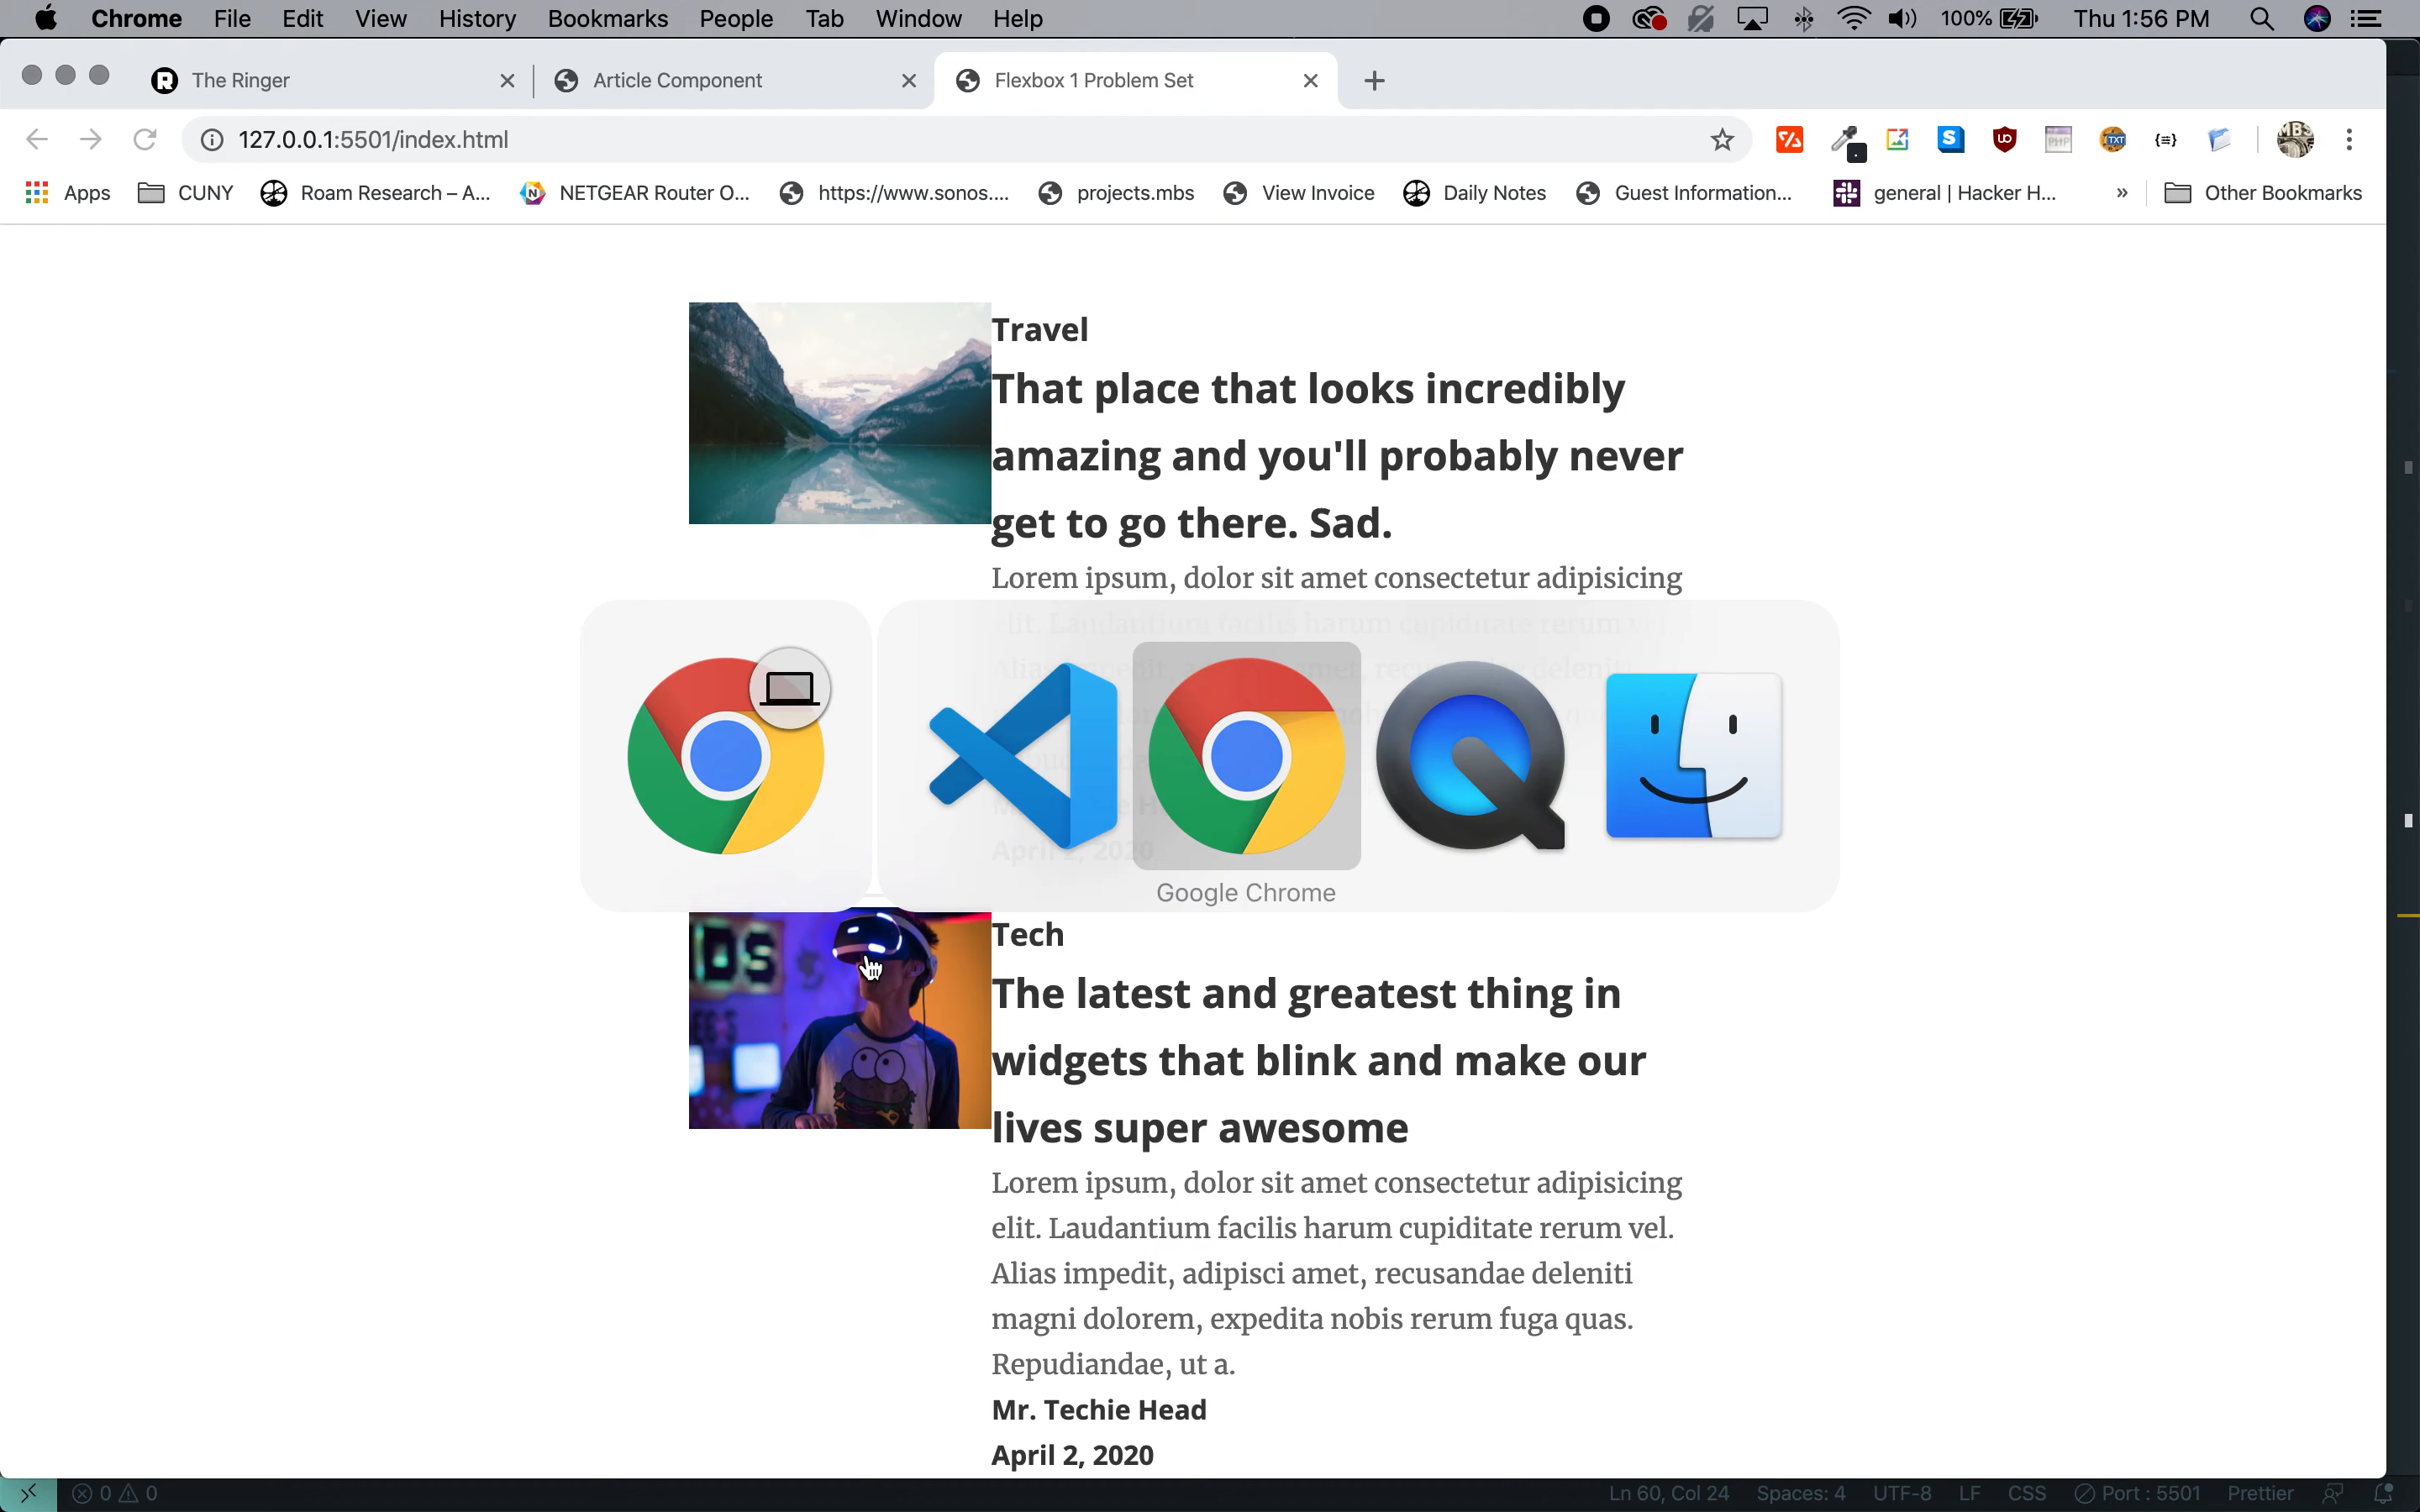 Chrome File Edit View History Bookmarks People Tab Window Help 100% Thu 1:56 PM
The Ringer Article Component Flexbox 1 Problem Set
127.0.0.1:5501/index.html
Apps CUNY Roam Research – A... NETGEAR Router O... https://www.sonos.... projects.mbs View Invoice Daily Notes Guest Information... general | Hacker H... » Other Bookmarks
Travel
That place that looks incredibly
amazing and you'll probably never
get to go there. Sad.
Lorem ipsum, dolor sit amet consectetur adipisicing
Google Chrome
April 2, 2020
Tech
The latest and greatest thing in
widgets that blink and make our
lives super awesome
Lorem ipsum, dolor sit amet consectetur adipisicing
elit. Laudantium facilis harum cupiditate rerum vel.
Alias impedit, adipisci amet, recusandae deleniti
magni dolorem, expedita nobis rerum fuga quas.
Repudiandae, ut a.
Mr. Techie Head
April 2, 2020
0 0 Ln 60, Col 24 Spaces: 4 UTF-8 LF CSS Port : 5501 Prettier